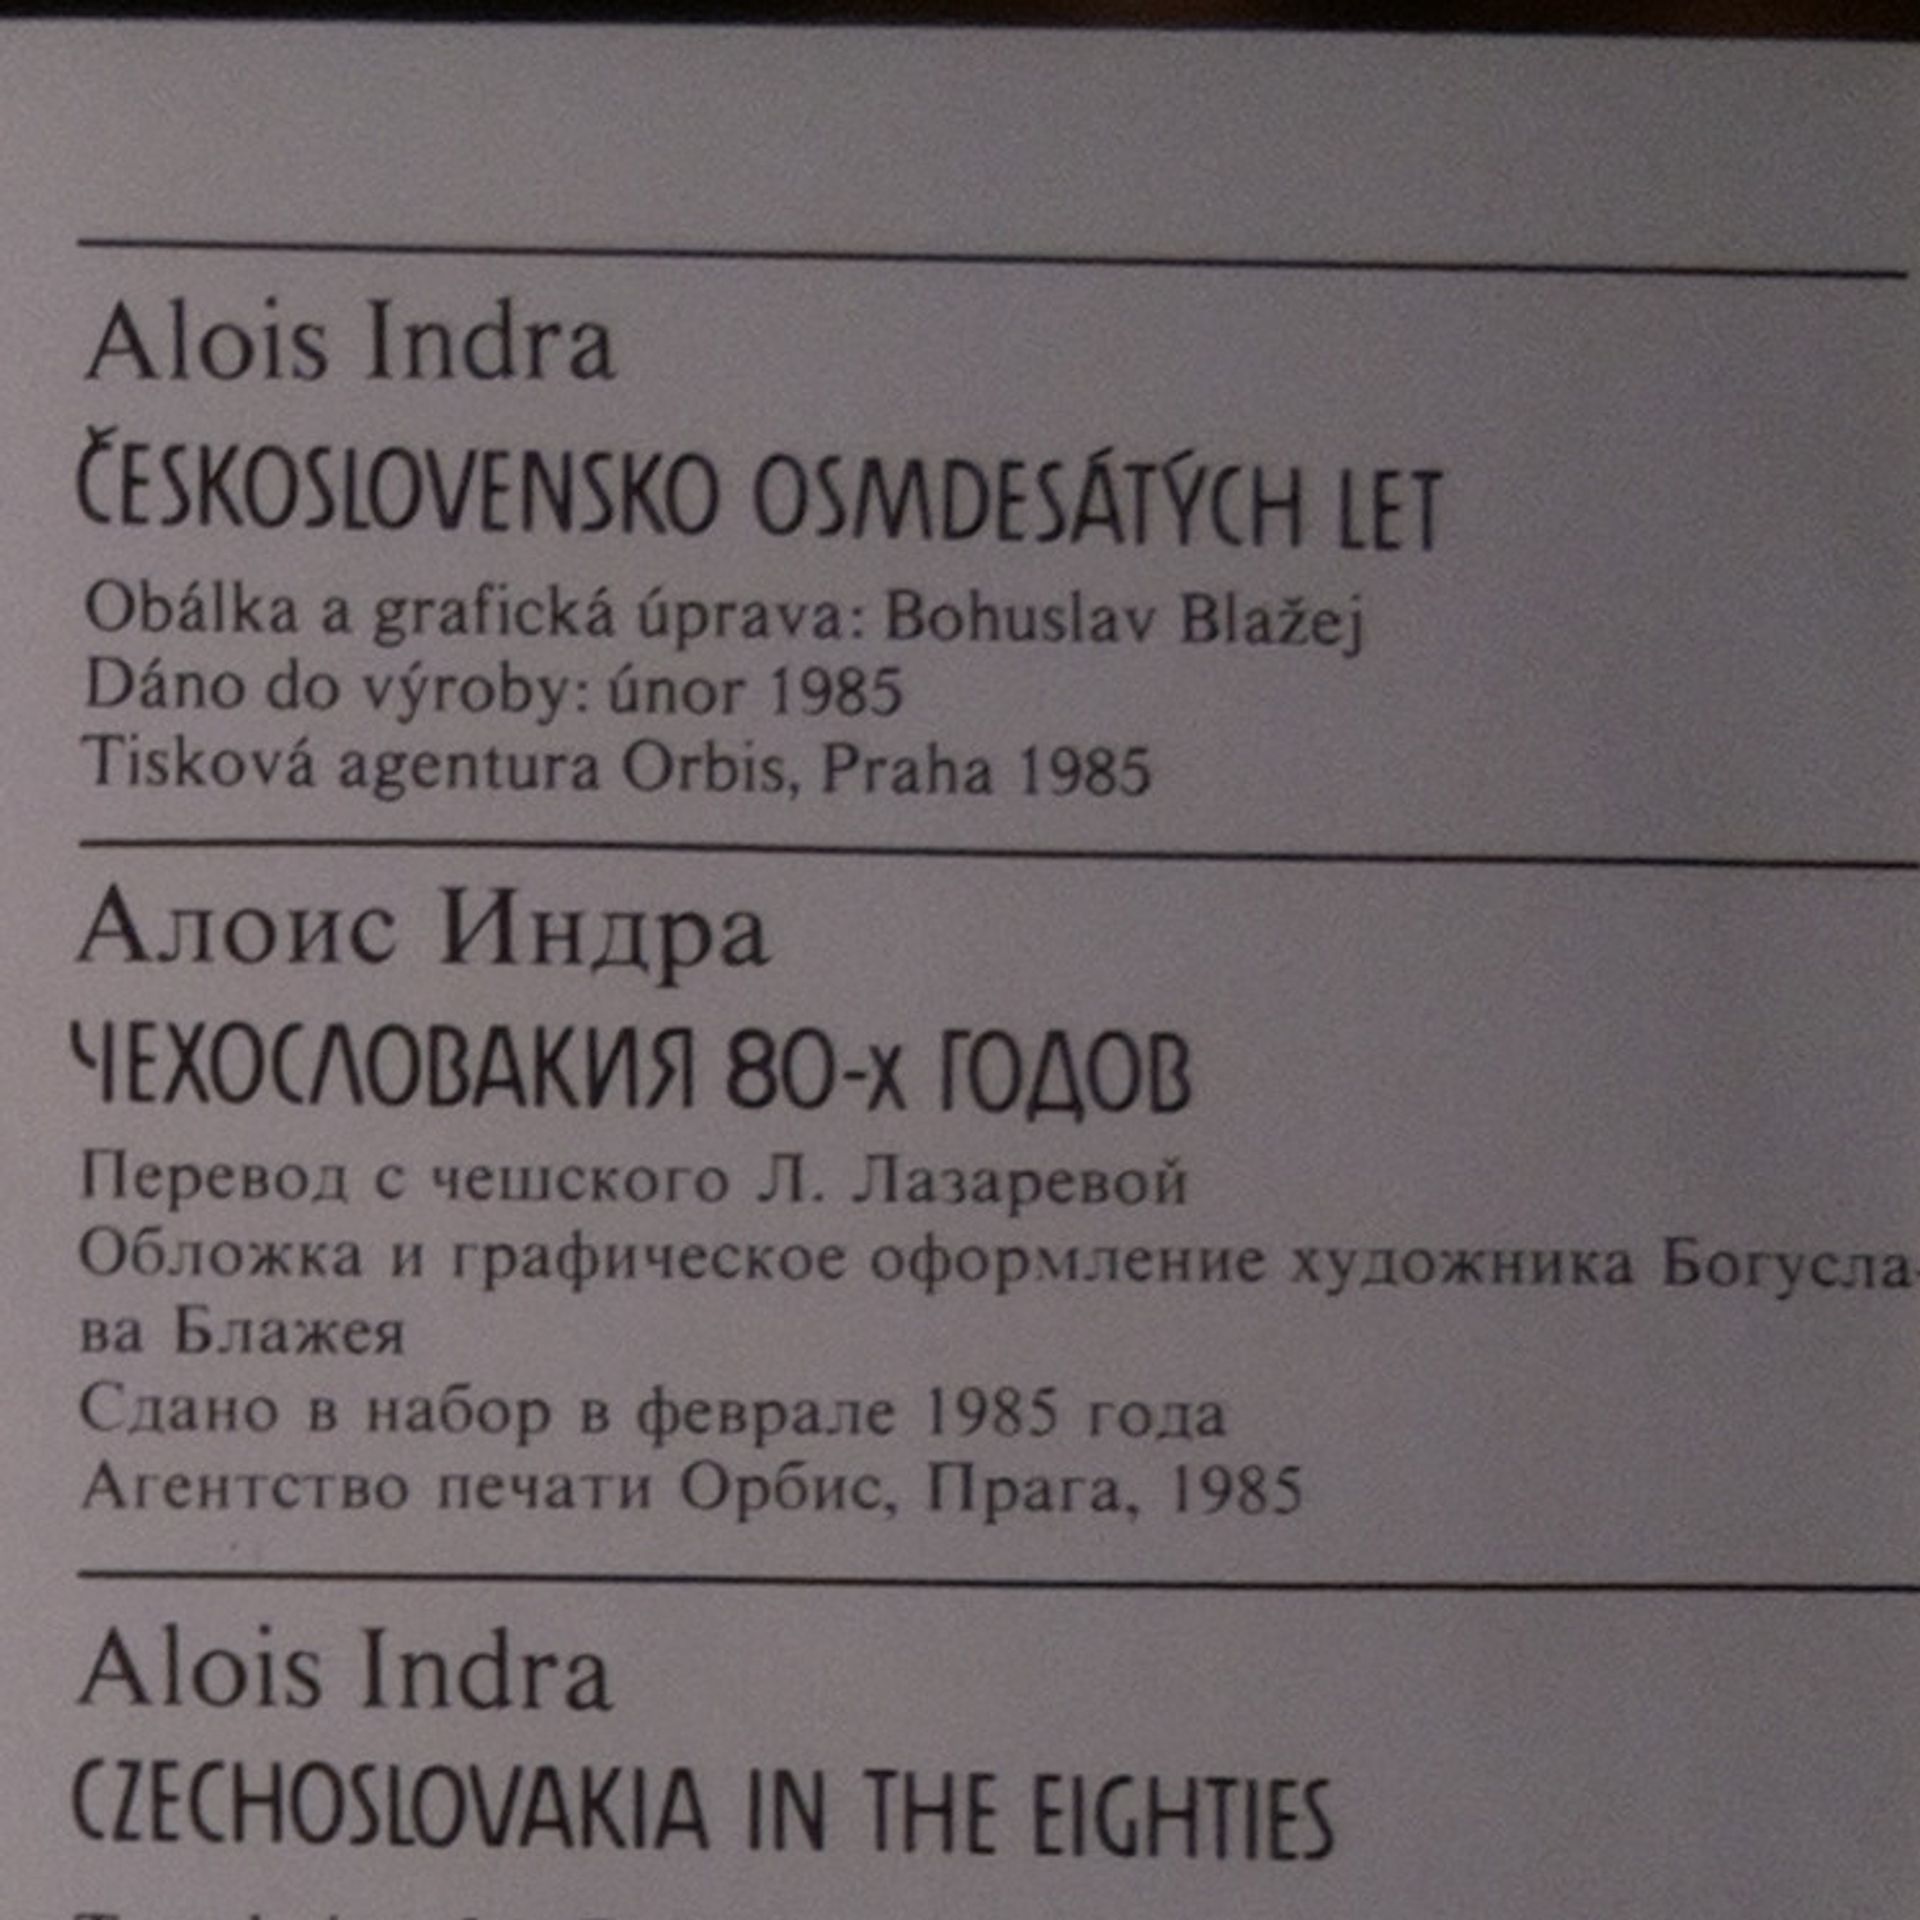 Alois Indra
ČESKOSLOVENSKO OSMDESÁTÝCH LET
Obálka a grafická úprava: Bohuslav Blažej
Dáno do výroby: únor 1985
Tisková agentura Orbis, Praha 1985
Алоис Индра
ЧЕХОСЛОВАКИЯ 80-х ГОДОВ
Перевод с чешского Л. Лазаревой
Обложка и графическое оформление художника Богусла-
ва Блажея
Сдано в набор в феврале 1985 года
Агентство печати Орбис, Прага, 1985
Alois Indra
CZECHOSLOVAKIA IN THE EIGHTIES